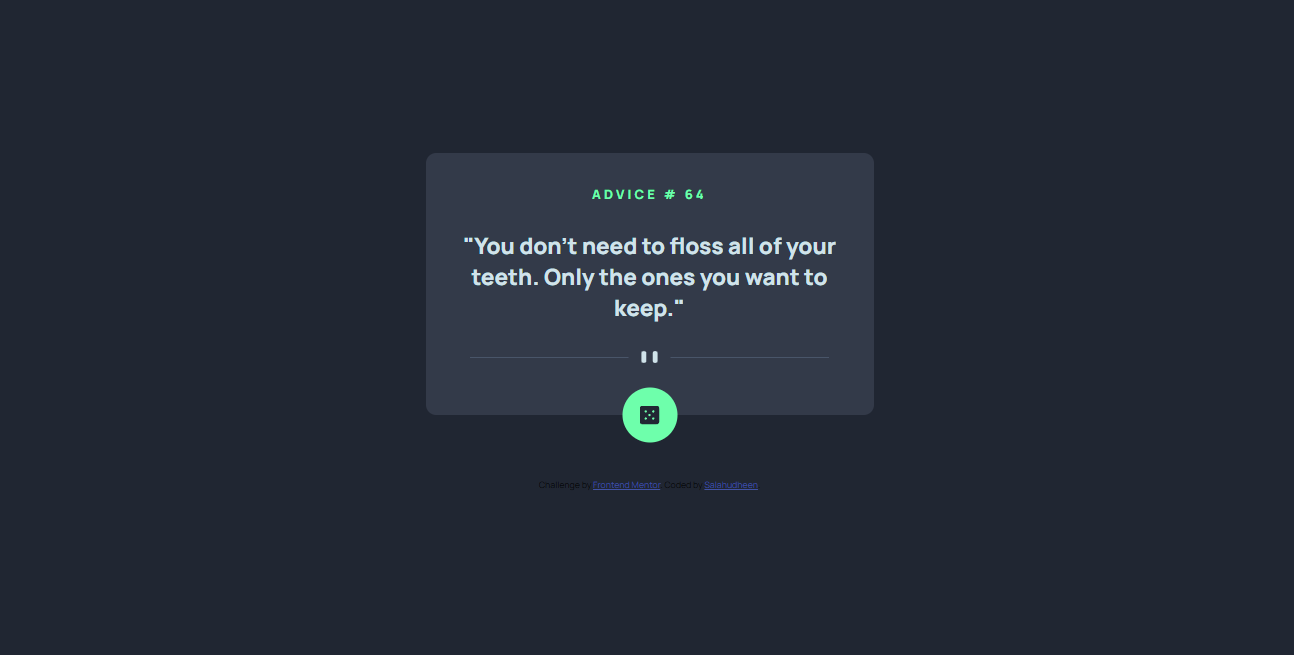 ADVICE # 64
"You don't need to floss all of your
teeth. Only the ones you want to
keep."
Challenge by Frontend Mentor. Coded by Salanudheen